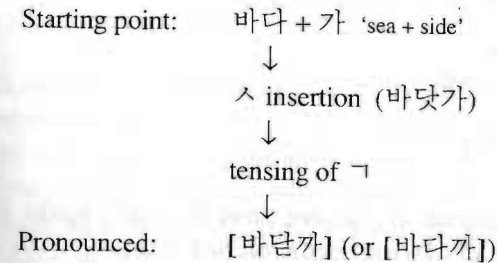 Starting point: 바다 + 가 ‘sea + side’
↓
ㅅ insertion (바닷가)
↓
tensing of ㄱ
↓
Pronounced: [바닫까] (or [바다까])